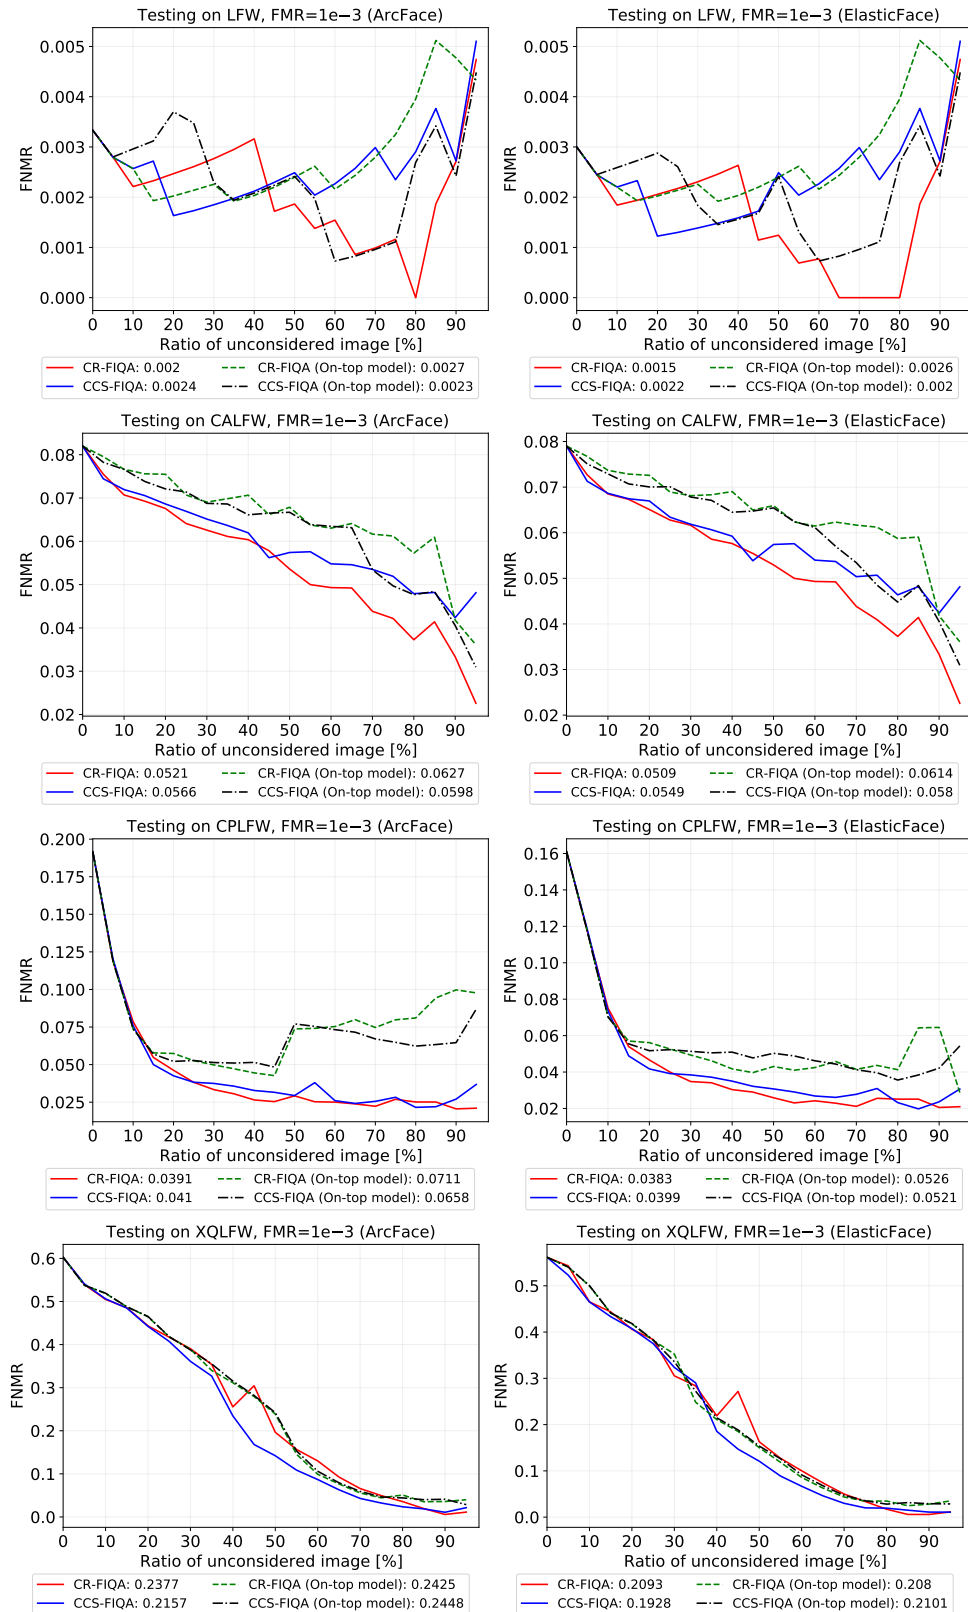 Testing on LFW, FMR=1e−3 (ArcFace)
0.005
0.004
0.003
0.002
0.001
0.000
FNMR
0 10 20 30 40 50 60 70 80 90
Ratio of unconsidered image [%]
CR-FIQA: 0.002 CR-FIQA (On-top model): 0.0027
CCS-FIQA: 0.0024 CCS-FIQA (On-top model): 0.0023
Testing on LFW, FMR=1e−3 (ElasticFace)
0.005
0.004
0.003
0.002
0.001
0.000
FNMR
0 10 20 30 40 50 60 70 80 90
Ratio of unconsidered image [%]
CR-FIQA: 0.0015 CR-FIQA (On-top model): 0.0026
CCS-FIQA: 0.0022 CCS-FIQA (On-top model): 0.002
Testing on CALFW, FMR=1e−3 (ArcFace)
0.08
0.07
0.06
0.05
0.04
0.03
0.02
FNMR
0 10 20 30 40 50 60 70 80 90
Ratio of unconsidered image [%]
CR-FIQA: 0.0521 CR-FIQA (On-top model): 0.0627
CCS-FIQA: 0.0566 CCS-FIQA (On-top model): 0.0598
Testing on CALFW, FMR=1e−3 (ElasticFace)
0.08
0.07
0.06
0.05
0.04
0.03
0.02
FNMR
0 10 20 30 40 50 60 70 80 90
Ratio of unconsidered image [%]
CR-FIQA: 0.0509 CR-FIQA (On-top model): 0.0614
CCS-FIQA: 0.0549 CCS-FIQA (On-top model): 0.058
Testing on CPLFW, FMR=1e−3 (ArcFace)
0.200
0.175
0.150
0.125
0.100
0.075
0.050
0.025
FNMR
0 10 20 30 40 50 60 70 80 90
Ratio of unconsidered image [%]
CR-FIQA: 0.0391 CR-FIQA (On-top model): 0.0711
CCS-FIQA: 0.041 CCS-FIQA (On-top model): 0.0658
Testing on CPLFW, FMR=1e−3 (ElasticFace)
0.16
0.14
0.12
0.10
0.08
0.06
0.04
0.02
FNMR
0 10 20 30 40 50 60 70 80 90
Ratio of unconsidered image [%]
CR-FIQA: 0.0383 CR-FIQA (On-top model): 0.0526
CCS-FIQA: 0.0399 CCS-FIQA (On-top model): 0.0521
Testing on XQLFW, FMR=1e−3 (ArcFace)
0.6
0.5
0.4
0.3
0.2
0.1
0.0
FNMR
0 10 20 30 40 50 60 70 80 90
Ratio of unconsidered image [%]
CR-FIQA: 0.2377 CR-FIQA (On-top model): 0.2425
CCS-FIQA: 0.2157 CCS-FIQA (On-top model): 0.2448
Testing on XQLFW, FMR=1e−3 (ElasticFace)
0.5
0.4
0.3
0.2
0.1
0.0
FNMR
0 10 20 30 40 50 60 70 80 90
Ratio of unconsidered image [%]
CR-FIQA: 0.2093 CR-FIQA (On-top model): 0.208
CCS-FIQA: 0.1928 CCS-FIQA (On-top model): 0.2101